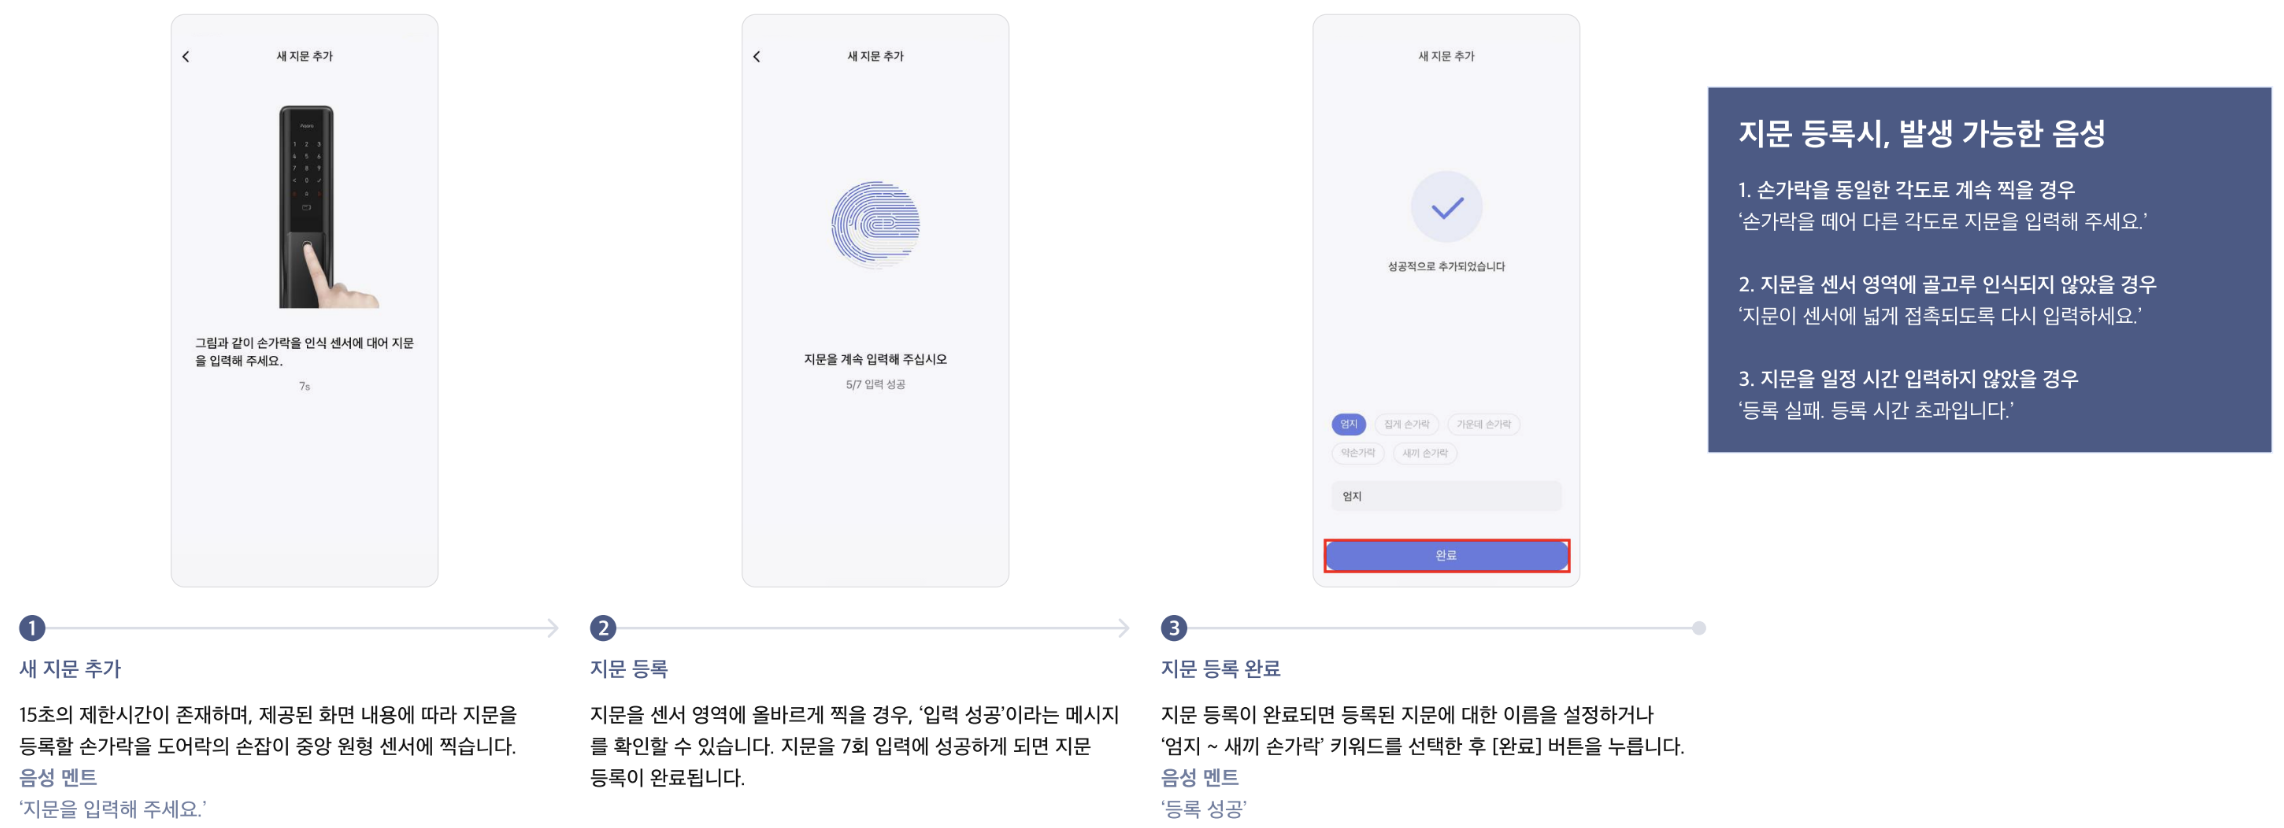 새 지문 추가
그림과 같이 손가락을 인식 센서에 대어 지문
을 입력해 주세요.
7s
1
새 지문 추가
15초의 제한시간이 존재하며, 제공된 화면 내용에 따라 지문을
등록할 손가락을 도어락의 손잡이 중앙 원형 센서에 찍습니다.
음성 멘트
‘지문을 입력해 주세요.’
새 지문 추가
지문을 계속 입력해 주십시오
5/7 입력 성공
2
지문 등록
지문을 센서 영역에 올바르게 찍을 경우, ‘입력 성공’이라는 메시지
를 확인할 수 있습니다. 지문을 7회 입력에 성공하게 되면 지문
등록이 완료됩니다.
새 지문 추가
성공적으로 추가되었습니다
엄지 집게 손가락 가운데 손가락
약손가락 새끼 손가락
엄지
완료
3
지문 등록 완료
지문 등록이 완료되면 등록된 지문에 대한 이름을 설정하거나
‘엄지 ~ 새끼 손가락’ 키워드를 선택한 후 [완료] 버튼을 누릅니다.
음성 멘트
‘등록 성공’
지문 등록시, 발생 가능한 음성
1. 손가락을 동일한 각도로 계속 찍을 경우
‘손가락을 떼어 다른 각도로 지문을 입력해 주세요.’
2. 지문을 센서 영역에 골고루 인식되지 않았을 경우
‘지문이 센서에 넓게 접촉되도록 다시 입력하세요.’
3. 지문을 일정 시간 입력하지 않았을 경우
‘등록 실패. 등록 시간 초과입니다.’